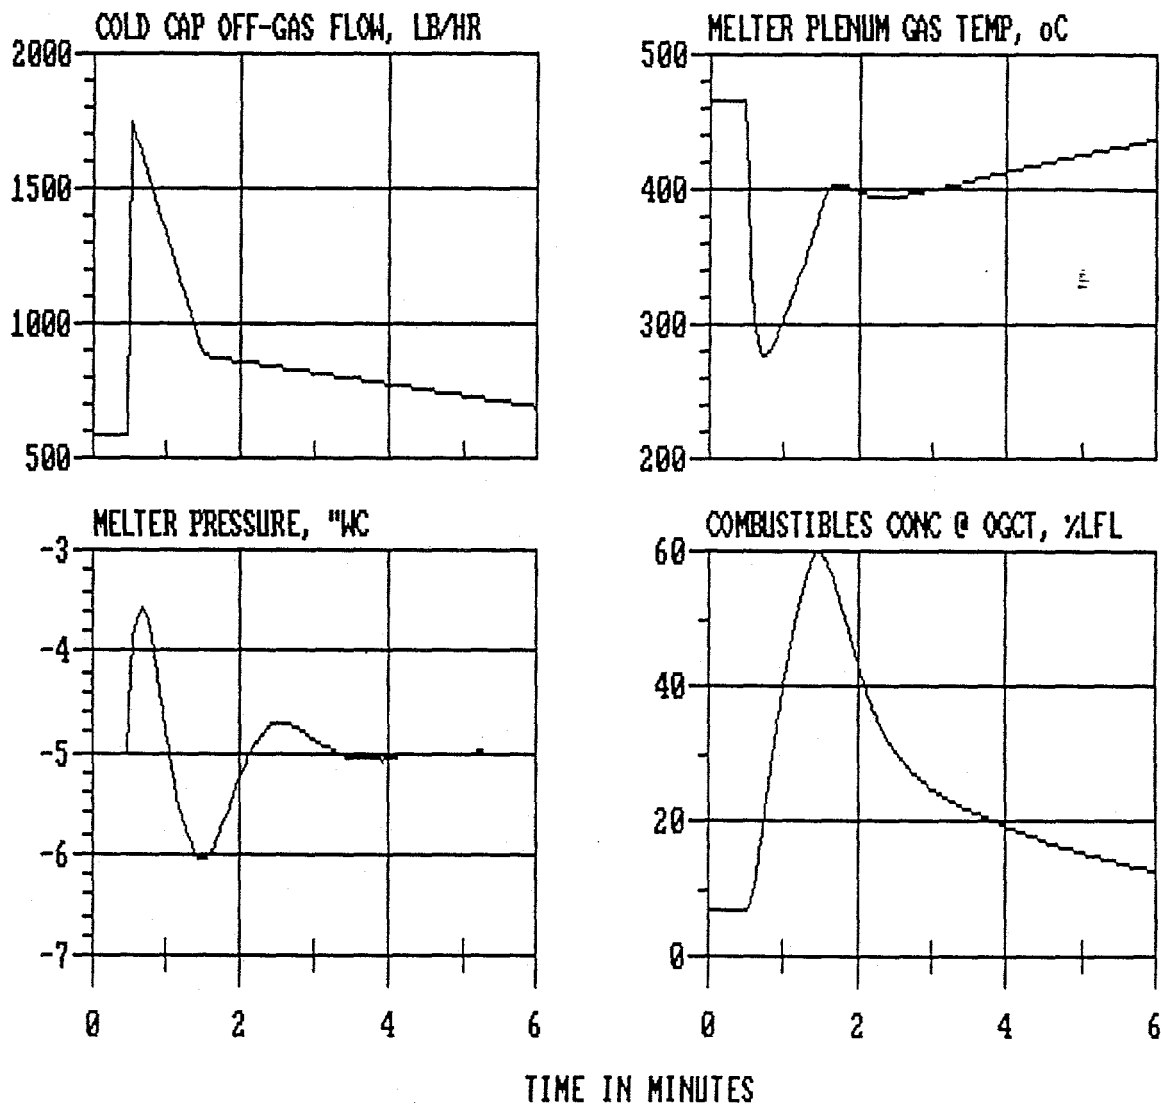 COLD CAP OFF-GAS FLOW, LB/HR
2000
1500
1000
500
MELTER PLENUM GAS TEMP, oC
500
400
300
200
MELTER PRESSURE, "WC
-3
-4
-5
-6
-7
0 2 4 6
COMBUSTIBLES CONC @ OGCT, %LFL
60
40
20
0
0 2 4 6
TIME IN MINUTES